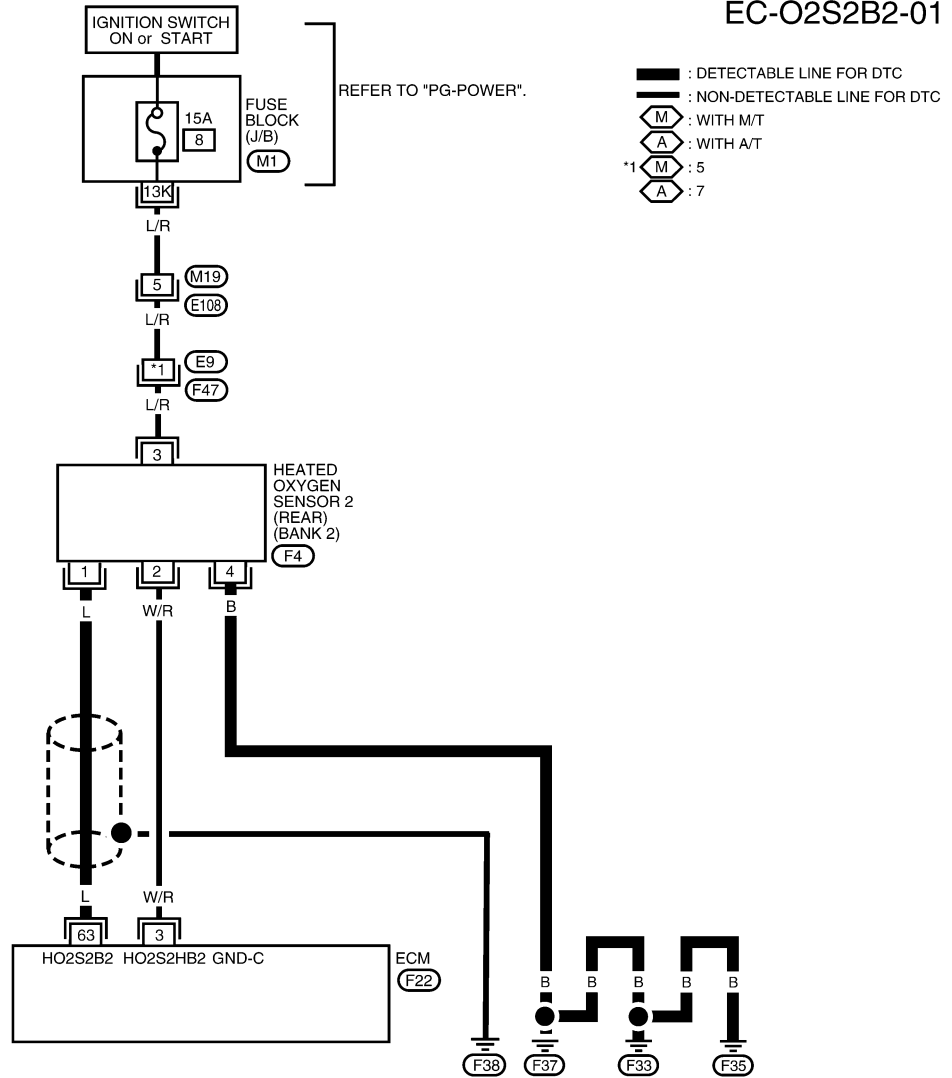 EC-O2S2B2-01
IGNITION SWITCH
ON or START
REFER TO "PG-POWER".
15A
8
FUSE
BLOCK
(J/B)
M1
13K
: DETECTABLE LINE FOR DTC
: NON-DETECTABLE LINE FOR DTC
M : WITH M/T
A : WITH A/T
*1 M : 5
A : 7
L/R
5
M19
E108
L/R
*1
E9
F47
L/R
3
HEATED
OXYGEN
SENSOR 2
(REAR)
(BANK 2)
F4
1 2 4
L W/R B
L W/R
63 3
HO2S2B2 HO2S2HB2 GND-C
ECM
F22
B B B B B
F38 F37 F33 F35